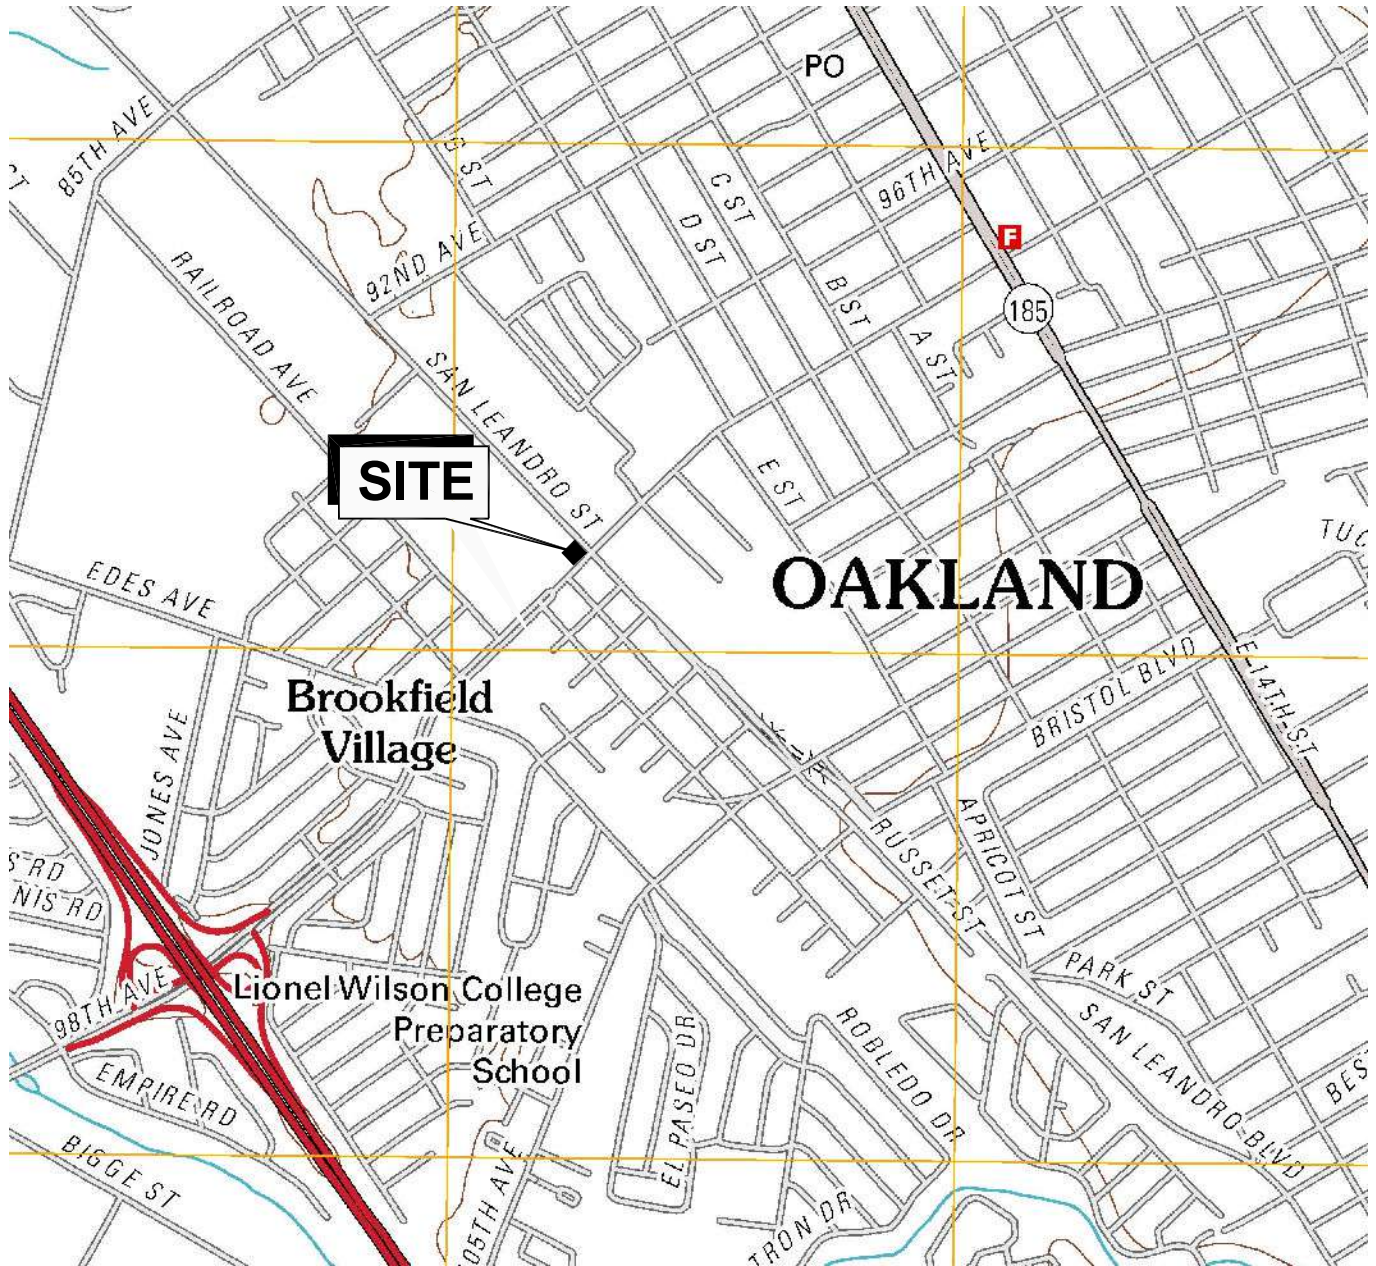 PO
85TH AVE
G ST
96TH AVE
C ST
D ST
F
92ND AVE
RAILROAD AVE
B ST
185
A ST
SAN LEANDRO ST
SITE
E ST
OAKLAND
EDES AVE
BRISTOL BLVD
E 14TH ST
Brookfield
Village
JONES AVE
APRICOT ST
RUSSET ST
S RD
NIS RD
PARK ST
98TH AVE
Lionel Wilson College
Preparatory
School
SAN LEANDRO BLVD
ROBLEDO DR
EL PASEO DR
EMPIRE RD
BIGGE ST
05TH AVE
TRON DR
BES
TUC